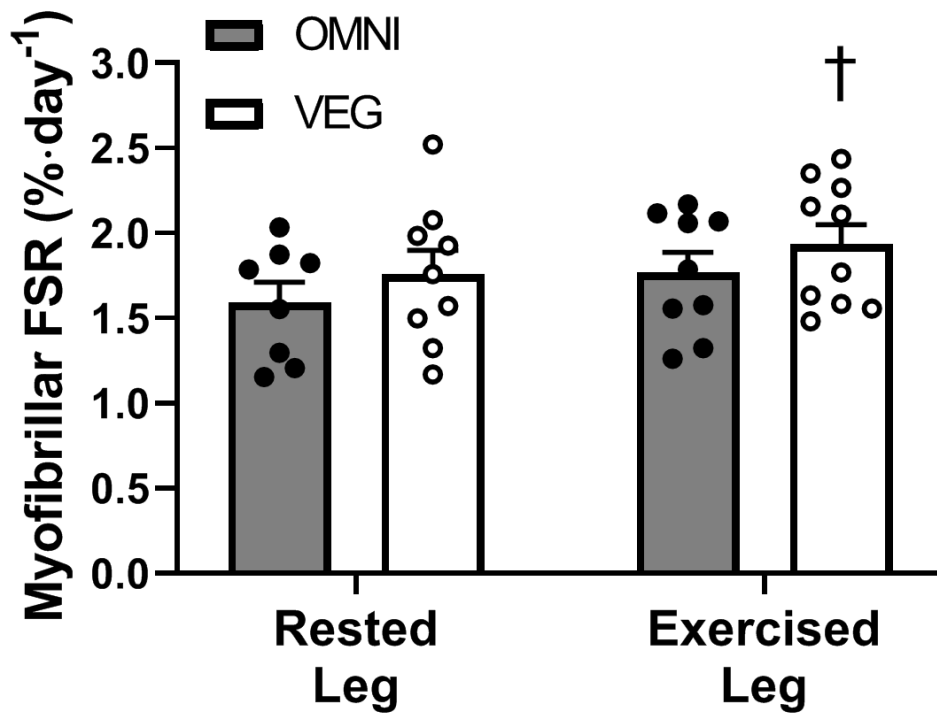 Myofibrillar FSR (%·day⁻¹)
OMNI
VEG
3.0
2.5
2.0
1.5
1.0
0.5
0.0
†
Rested
Leg
Exercised
Leg